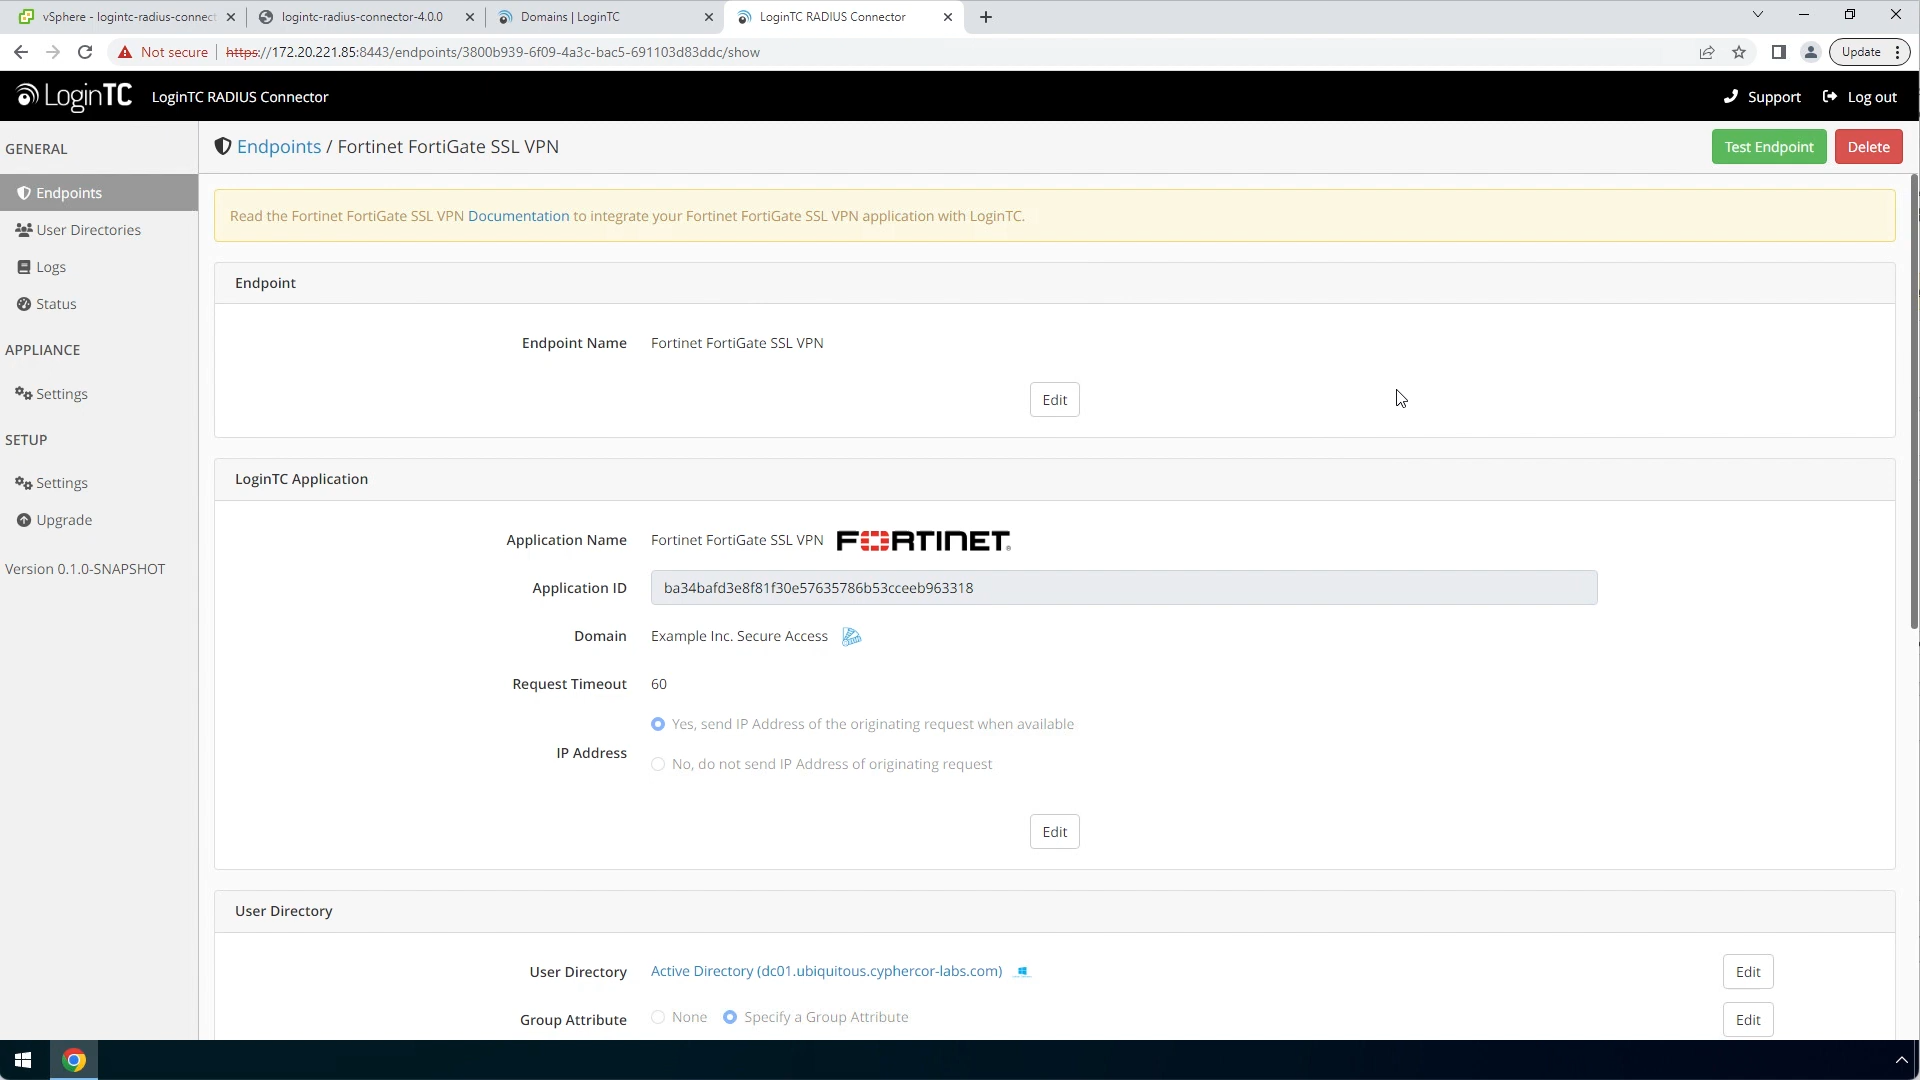 vSphere - logintc-radius-connect
logintc-radius-connector-4.0.0
Domains | LoginTC
LoginTC RADIUS Connector
Not secure
https://172.20.221.85:8443/endpoints/3800b939-6f09-4a3c-bac5-691103d83ddc/show
Update
LoginTC
LoginTC RADIUS Connector
Support
Log out
GENERAL
Endpoints
User Directories
Logs
Status
APPLIANCE
Settings
SETUP
Settings
Upgrade
Version 0.1.0-SNAPSHOT
Endpoints / Fortinet FortiGate SSL VPN
Test Endpoint
Delete
Read the Fortinet FortiGate SSL VPN Documentation to integrate your Fortinet FortiGate SSL VPN application with LoginTC.
Endpoint
Endpoint Name Fortinet FortiGate SSL VPN
Edit
LoginTC Application
Application Name Fortinet FortiGate SSL VPN FORTINET
Application ID ba34bafd3e8f81f30e57635786b53cceeb963318
Domain Example Inc. Secure Access
Request Timeout 60
IP Address
Yes, send IP Address of the originating request when available
No, do not send IP Address of originating request
Edit
User Directory
User Directory Active Directory (dc01.ubiquitous.cyphercor-labs.com)
Edit
Group Attribute None Specify a Group Attribute
Edit